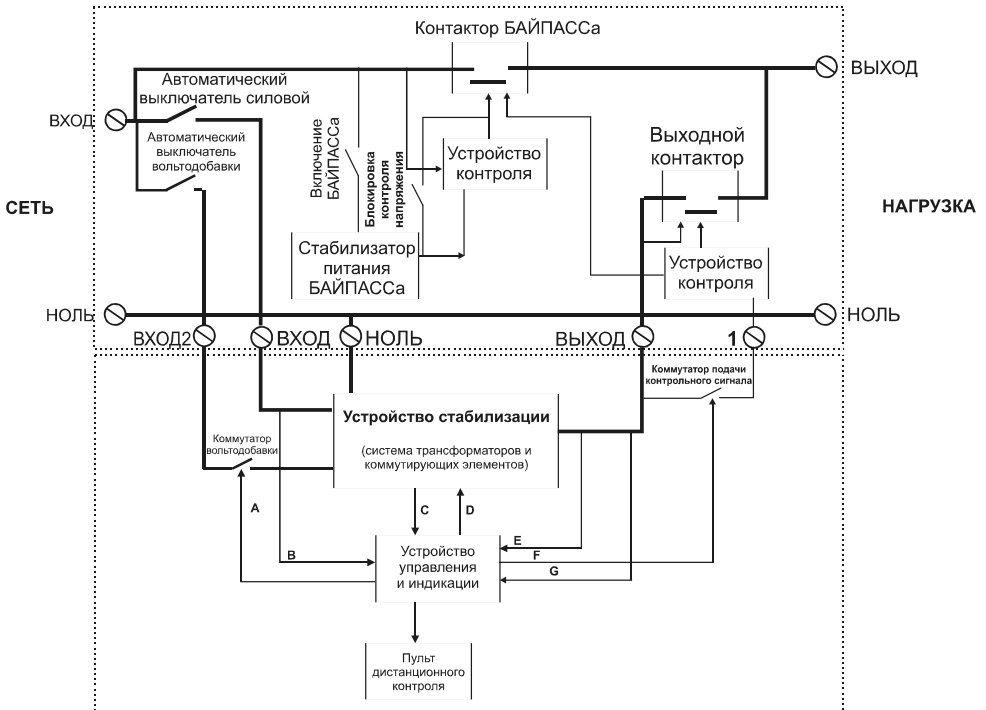 Контактор БАЙПАССа
ВЫХОД
Автоматический
выключатель силовой
ВХОД
Автоматический
выключатель
вольтодобавки
Включение
БАЙПАССа
Блокировка
контроля
напряжения
Устройство
контроля
Выходной
контактор
СЕТЬ
НАГРУЗКА
Стабилизатор
питания
БАЙПАССа
Устройство
контроля
НОЛЬ
НОЛЬ
ВХОД2
ВХОД
НОЛЬ
ВЫХОД
1
Коммутатор подачи
контрольного сигнала
Устройство стабилизации
(система трансформаторов и
коммутирующих элементов)
Коммутатор
вольтодобавки
A
C
D
B
E
F
G
Устройство
управления
и индикации
Пульт
дистанционного
контроля